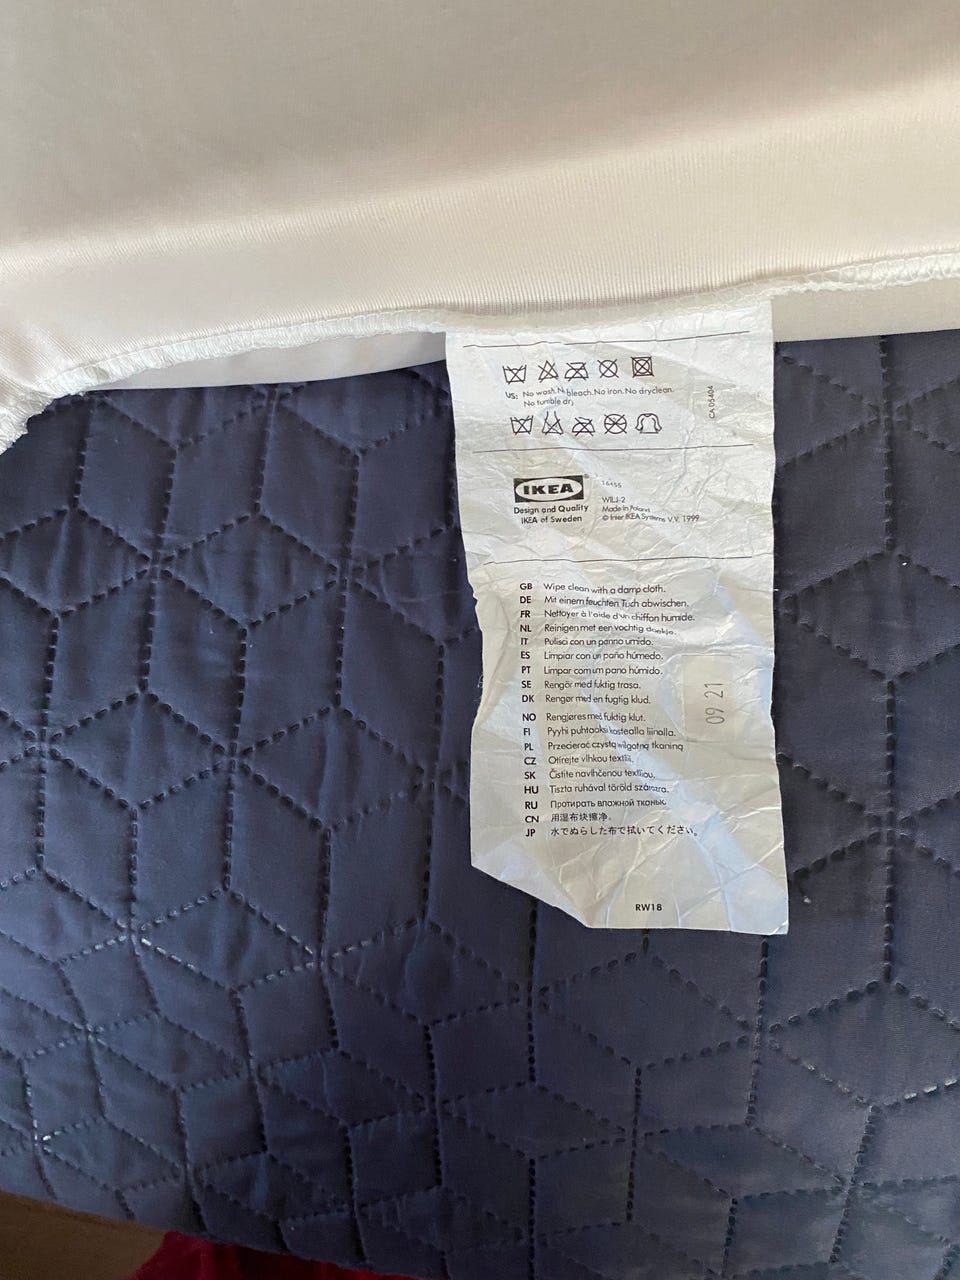 US: No wash. No bleach. No iron. No dryclean.
No tumble dry
CA 05404
IKEA®
Design and Quality
IKEA of Sweden
16455
WILJ-2
Made in Poland
© Inter IKEA Systems V.V. 1999
GB Wipe clean with a damp cloth.
DE Mit einem feuchten Tuch abwischen.
FR Nettoyer à l'aide d'un chiffon humide.
NL Reinigen met een vochtig doekje.
IT Pulisci con un panno umido.
ES Limpiar con un paño húmedo.
PT Limpar com um pano húmido.
SE Rengör med fuktig trasa.
DK Rengør med en fugtig klud.
NO Rengjøres med fuktig klut.
FI Pyyhi puhtaaksi kostealla liinalla.
PL Przecierać czystą wilgotną tkaniną
CZ Otírejte vlhkou textilií.
SK Čistite navlhčenou textíliou.
HU Tiszta ruhával töröld szárazra.
RU Протирать влажной тканью.
CN 用湿布块擦净。
JP 水でぬらした布で拭いてください。
09 21
RW18